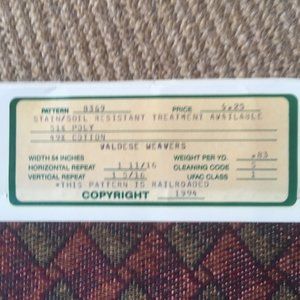 PATTERN 8369 PRICE 6.25
STAIN/SOIL RESISTANT TREATMENT AVAILABLE
51% POLY
49% COTTON
VALDESE WEAVERS
WIDTH 54 INCHES WEIGHT PER YD. .83
HORIZONTAL REPEAT 1 11/16 CLEANING CODE S
VERTICAL REPEAT 1 5/16 UFAC CLASS 1
*THIS PATTERN IS RAILROADED
COPYRIGHT 1994